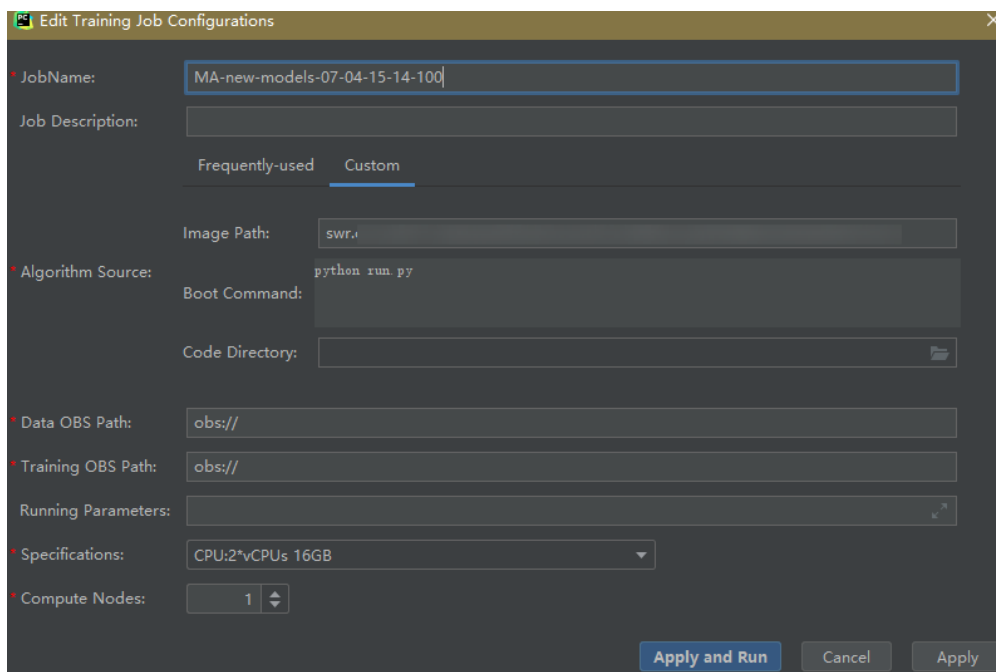 PC Edit Training Job Configurations
* JobName: MA-new-models-07-04-15-14-100
Job Description:
Frequently-used Custom
Image Path: swr.
* Algorithm Source:
python run.py
Boot Command:
Code Directory:
* Data OBS Path: obs://
* Training OBS Path: obs://
Running Parameters:
* Specifications: CPU:2*vCPUs 16GB
* Compute Nodes: 1
Apply and Run Cancel Apply